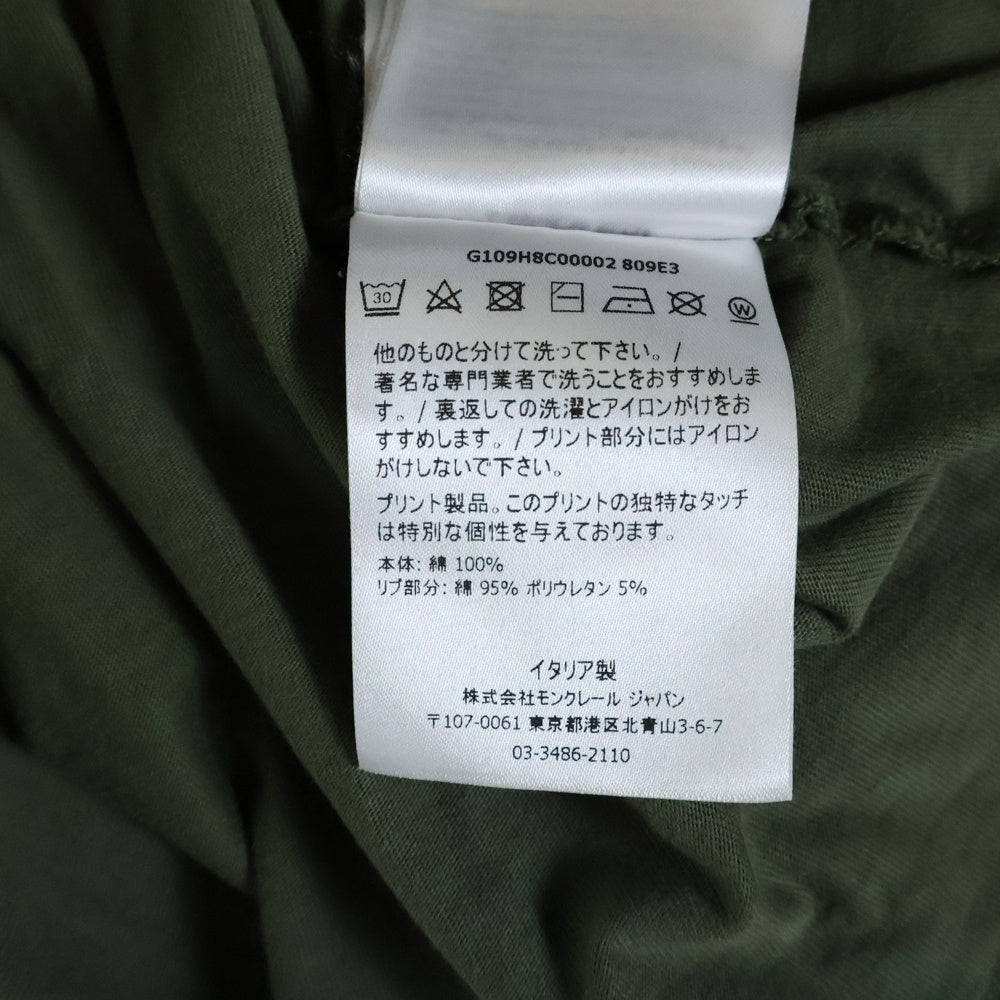 G109H8C00002 809E3
30
W
他のものと分けて洗って下さい。/
著名な専門業者で洗うことをおすすめしま
す。/ 裏返しての洗濯とアイロンがけをお
すすめします。/ プリント部分にはアイロン
がけしないで下さい。
プリント製品。このプリントの独特なタッチ
は特別な個性を与えております。
本体: 綿 100%
リブ部分: 綿 95% ポリウレタン 5%
イタリア製
株式会社モンクレール ジャパン
〒107-0061 東京都港区北青山3-6-7
03-3486-2110